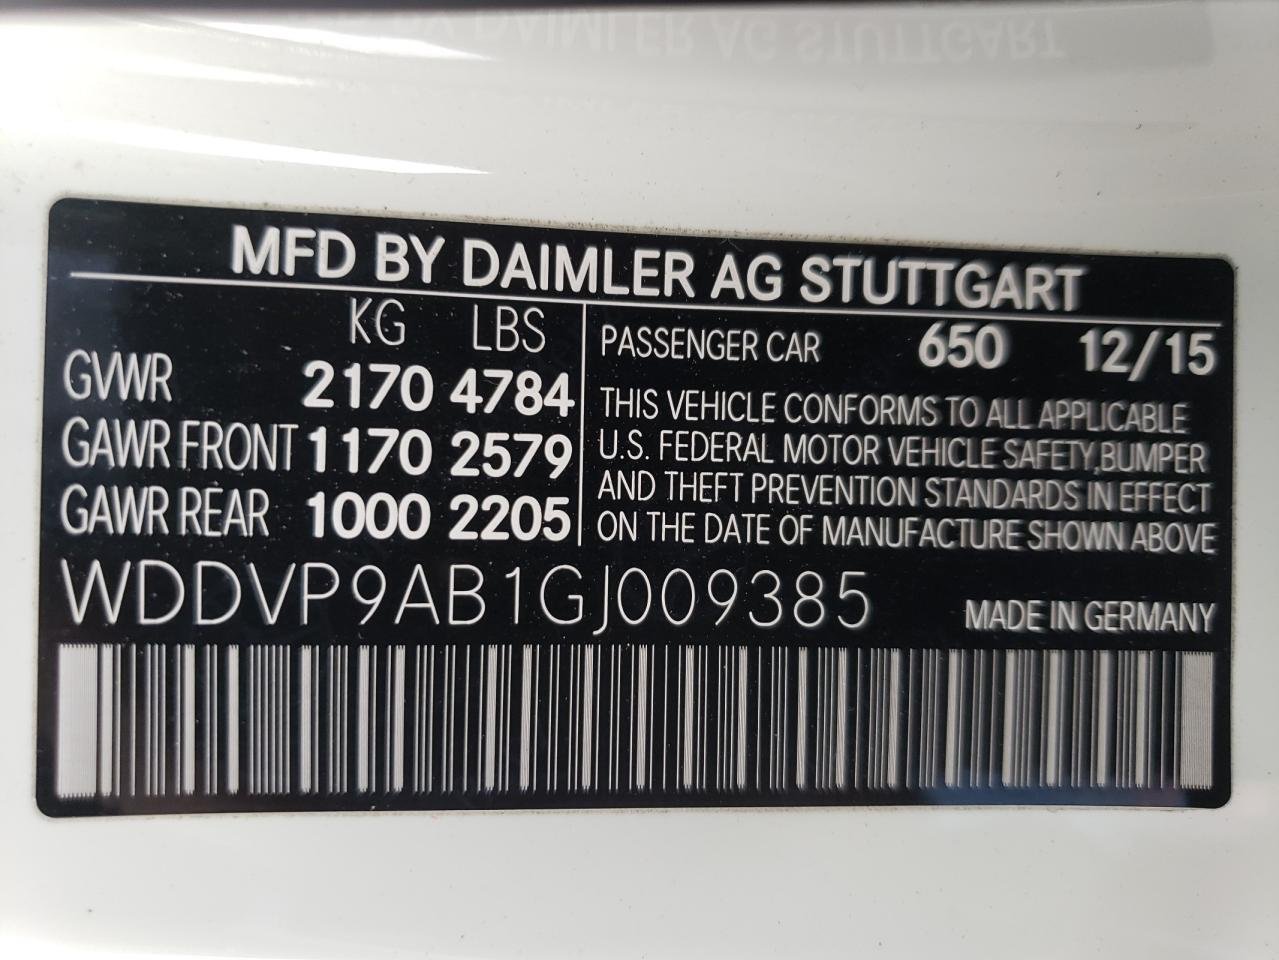 MFD BY DAIMLER AG STUTTGART
KG LBS
GVWR 2170 4784
GAWR FRONT 1170 2579
GAWR REAR 1000 2205
PASSENGER CAR 650 12/15
THIS VEHICLE CONFORMS TO ALL APPLICABLE
U.S. FEDERAL MOTOR VEHICLE SAFETY,BUMPER
AND THEFT PREVENTION STANDARDS IN EFFECT
ON THE DATE OF MANUFACTURE SHOWN ABOVE
WDDVP9AB1GJ009385
MADE IN GERMANY